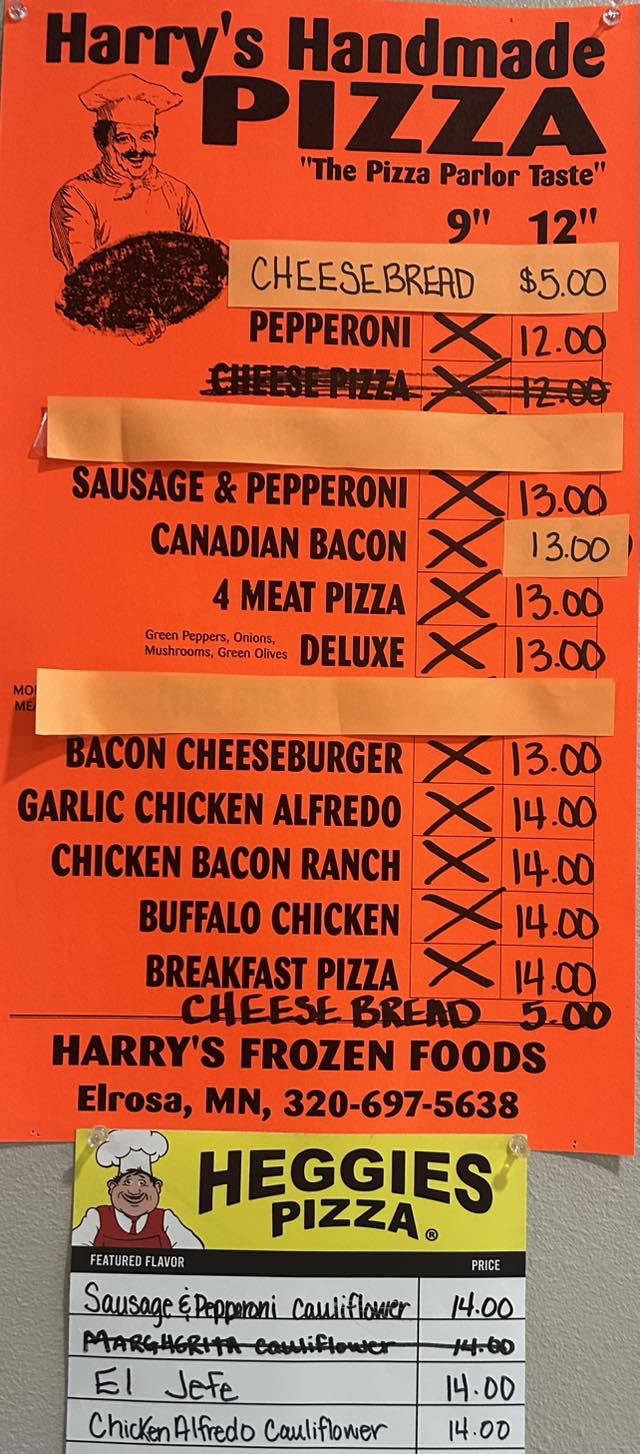 Harry's Handmade
PIZZA
"The Pizza Parlor Taste"
9" 12"
CHEESEBREAD $5.00
PEPPERONI X 12.00
CHEESE PIZZA X 12.00
SAUSAGE & PEPPERONI X 13.00
CANADIAN BACON X 13.00
4 MEAT PIZZA X 13.00
Green Peppers, Onions,
Mushrooms, Green Olives DELUXE X 13.00
BACON CHEESEBURGER X 13.00
GARLIC CHICKEN ALFREDO X 14.00
CHICKEN BACON RANCH X 14.00
BUFFALO CHICKEN X 14.00
BREAKFAST PIZZA X 14.00
CHEESE BREAD 5.00
HARRY'S FROZEN FOODS
Elrosa, MN, 320-697-5638
HEGGIES
PIZZA®
FEATURED FLAVOR PRICE
Sausage & Pepperoni cauliflower 14.00
MARGHERITA cauliflower 14.00
El Jefe 14.00
Chicken Alfredo Cauliflower 14.00